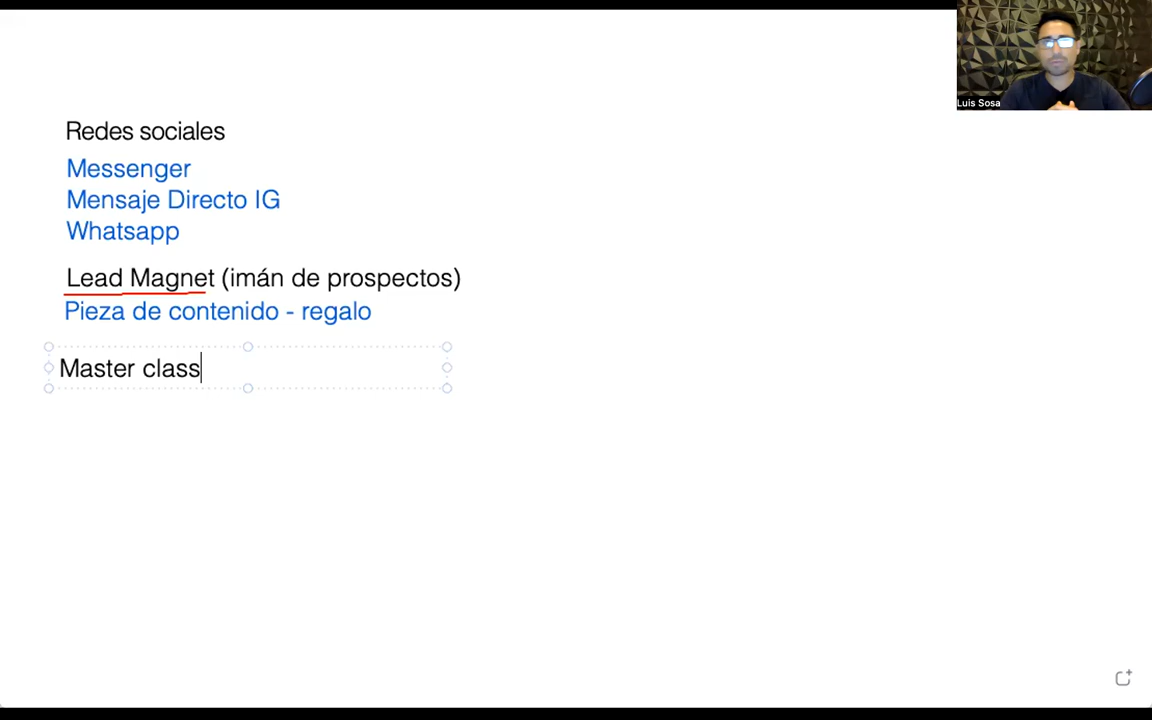 Luis Sosa
Redes sociales
Messenger
Mensaje Directo IG
Whatsapp
Lead Magnet (imán de prospectos)
Pieza de contenido - regalo
Master class